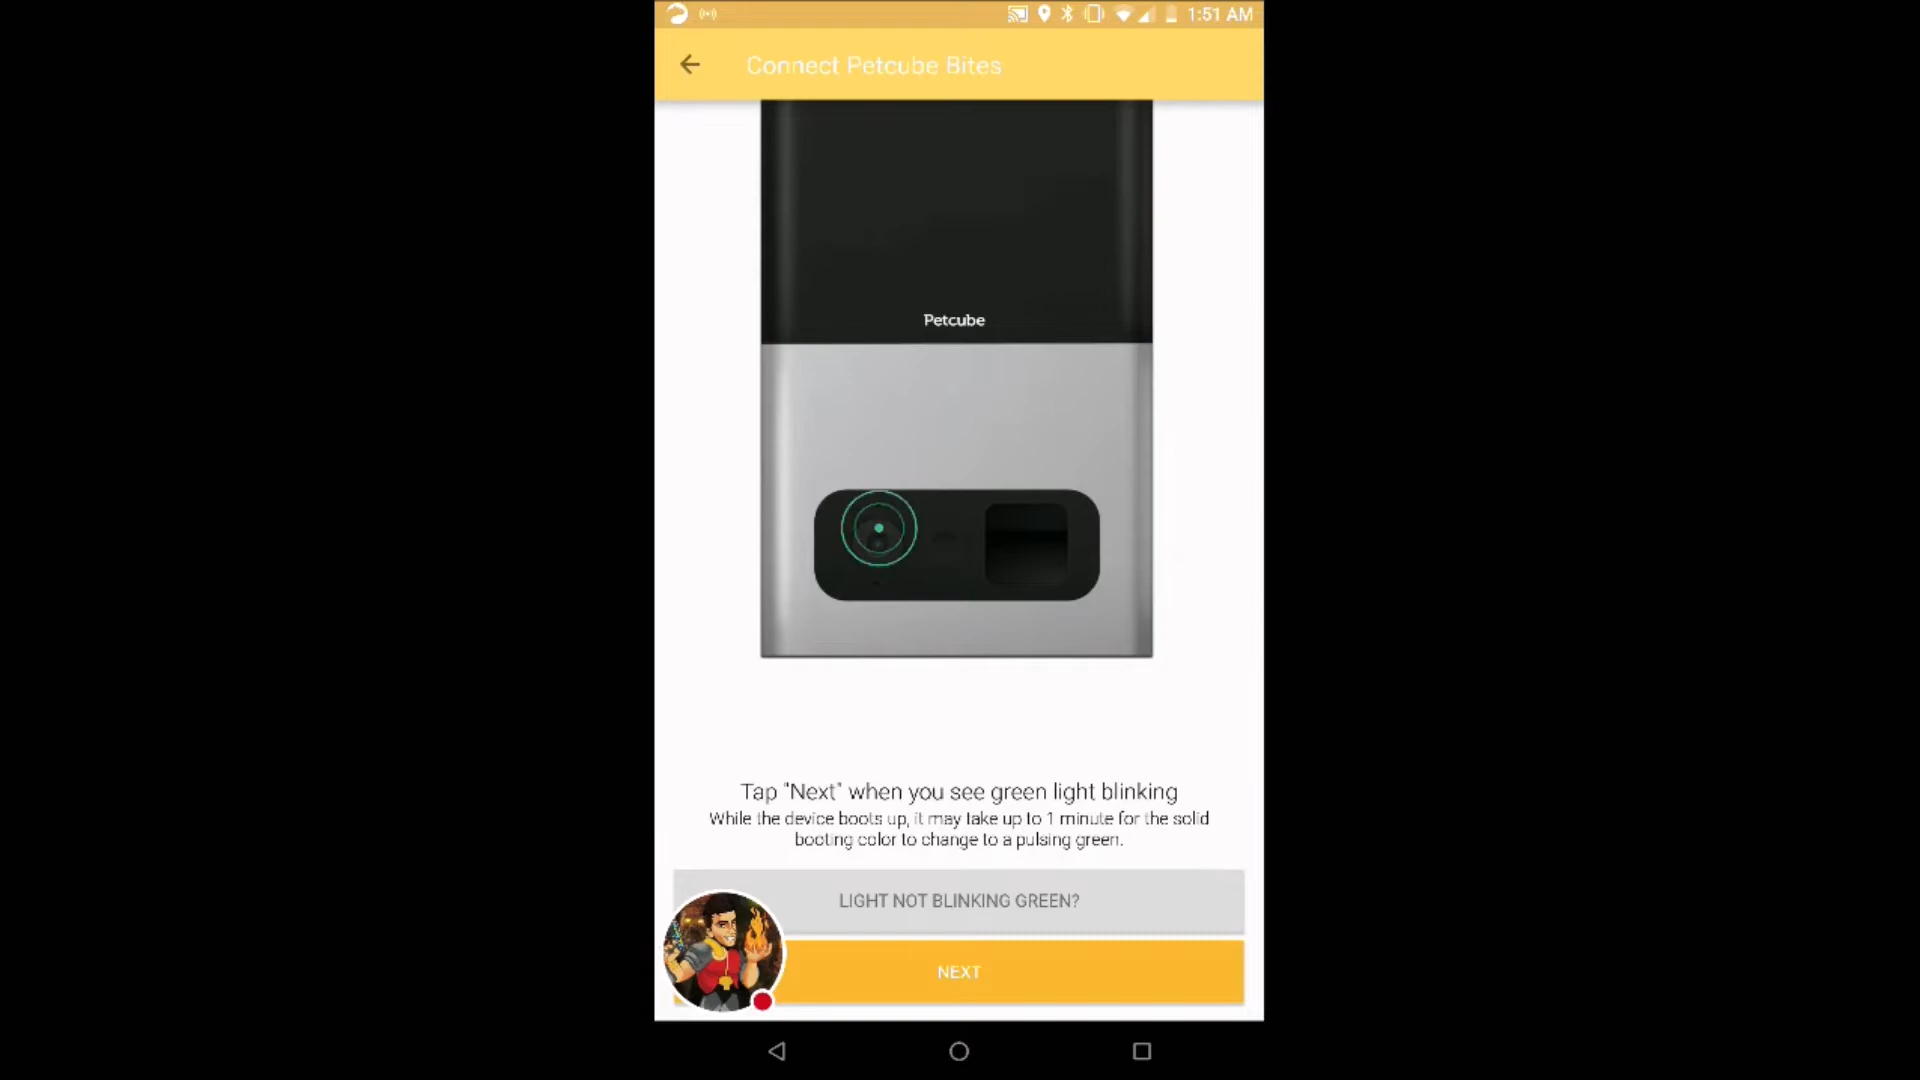 1:51 AM
Connect Petcube Bites
Petcube
Tap "Next" when you see green light blinking
While the device boots up, it may take up to 1 minute for the solid
booting color to change to a pulsing green.
LIGHT NOT BLINKING GREEN?
NEXT